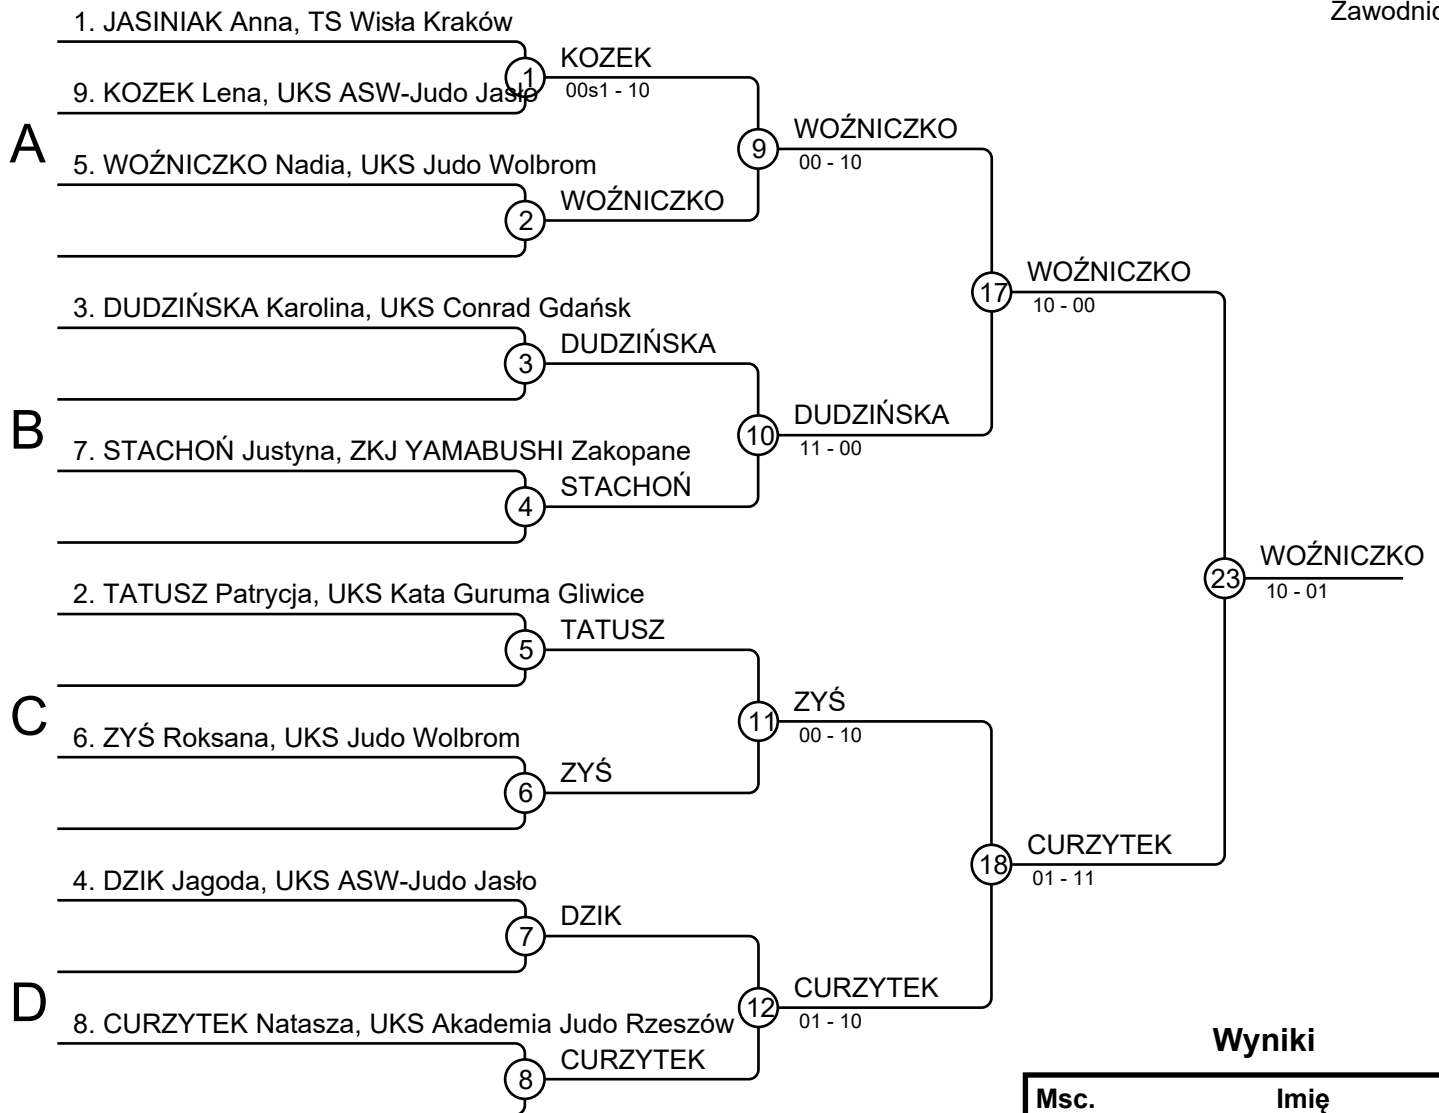 Zawodnic
1. JASINIAK Anna, TS Wisła Kraków
1
KOZEK
00s1 - 10
9. KOZEK Lena, UKS ASW-Judo Jasło
A
9
WOŹNICZKO
00 - 10
5. WOŹNICZKO Nadia, UKS Judo Wolbrom
2
WOŹNICZKO
17
WOŹNICZKO
10 - 00
3. DUDZIŃSKA Karolina, UKS Conrad Gdańsk
3
DUDZIŃSKA
B
10
DUDZIŃSKA
11 - 00
7. STACHOŃ Justyna, ZKJ YAMABUSHI Zakopane
4
STACHOŃ
23
WOŹNICZKO
10 - 01
2. TATUSZ Patrycja, UKS Kata Guruma Gliwice
5
TATUSZ
C
11
ZYŚ
00 - 10
6. ZYŚ Roksana, UKS Judo Wolbrom
6
ZYŚ
18
CURZYTEK
01 - 11
4. DZIK Jagoda, UKS ASW-Judo Jasło
7
DZIK
D
12
CURZYTEK
01 - 10
8. CURZYTEK Natasza, UKS Akademia Judo Rzeszów
8
CURZYTEK
Wyniki
Msc. Imię